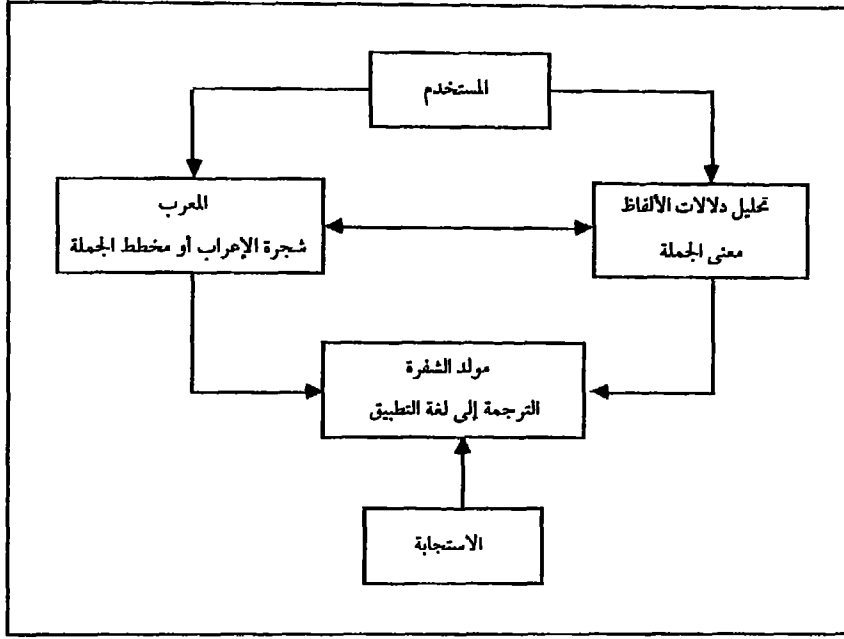 المستخدم
المعرب
شجرة الإعراب أو مخطط الجملة
تحليل دلالات الألفاظ
معنى الجملة
مولد الشفرة
الترجمة إلى لغة التطبيق
الاستجابة